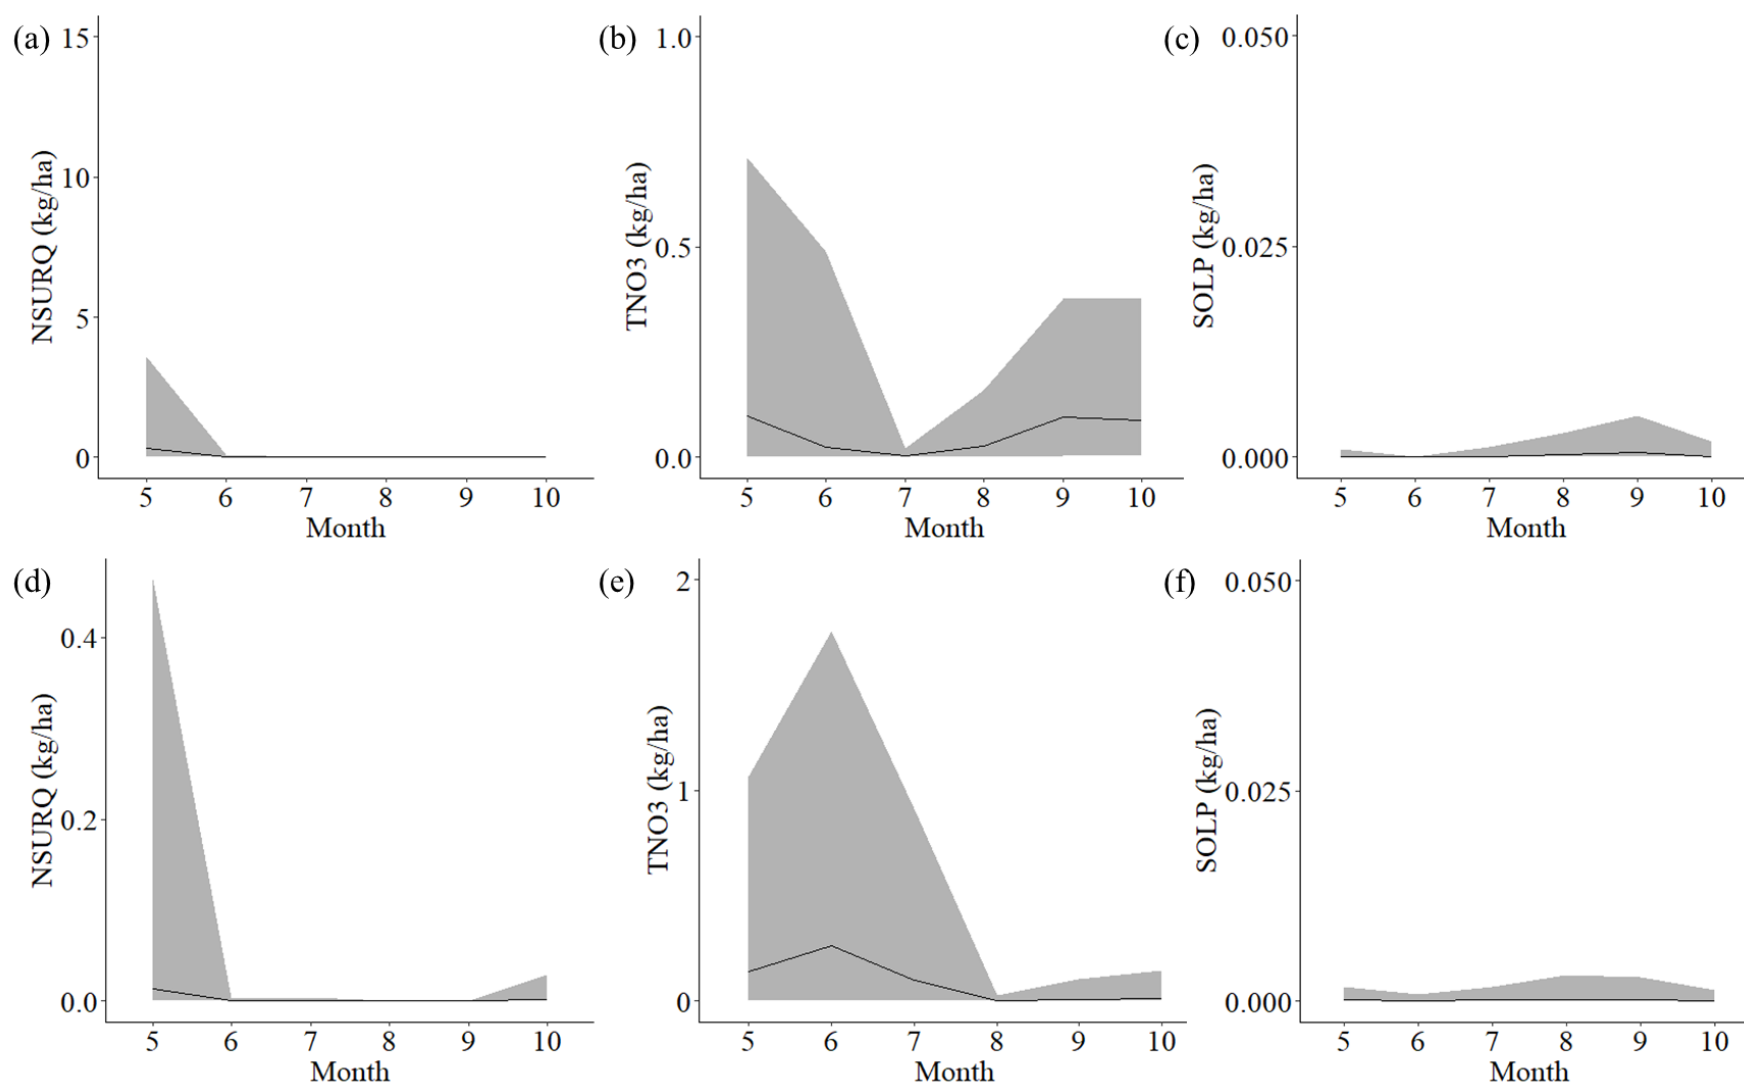 (a)
15
10
5
0
NSURQ (kg/ha)
5 6 7 8 9 10
Month
(b)
1.0
0.5
0.0
TNO3 (kg/ha)
5 6 7 8 9 10
Month
(c)
0.050
0.025
0.000
SOLP (kg/ha)
5 6 7 8 9 10
Month
(d)
0.4
0.2
0.0
NSURQ (kg/ha)
5 6 7 8 9 10
Month
(e)
2
1
0
TNO3 (kg/ha)
5 6 7 8 9 10
Month
(f)
0.050
0.025
0.000
SOLP (kg/ha)
5 6 7 8 9 10
Month